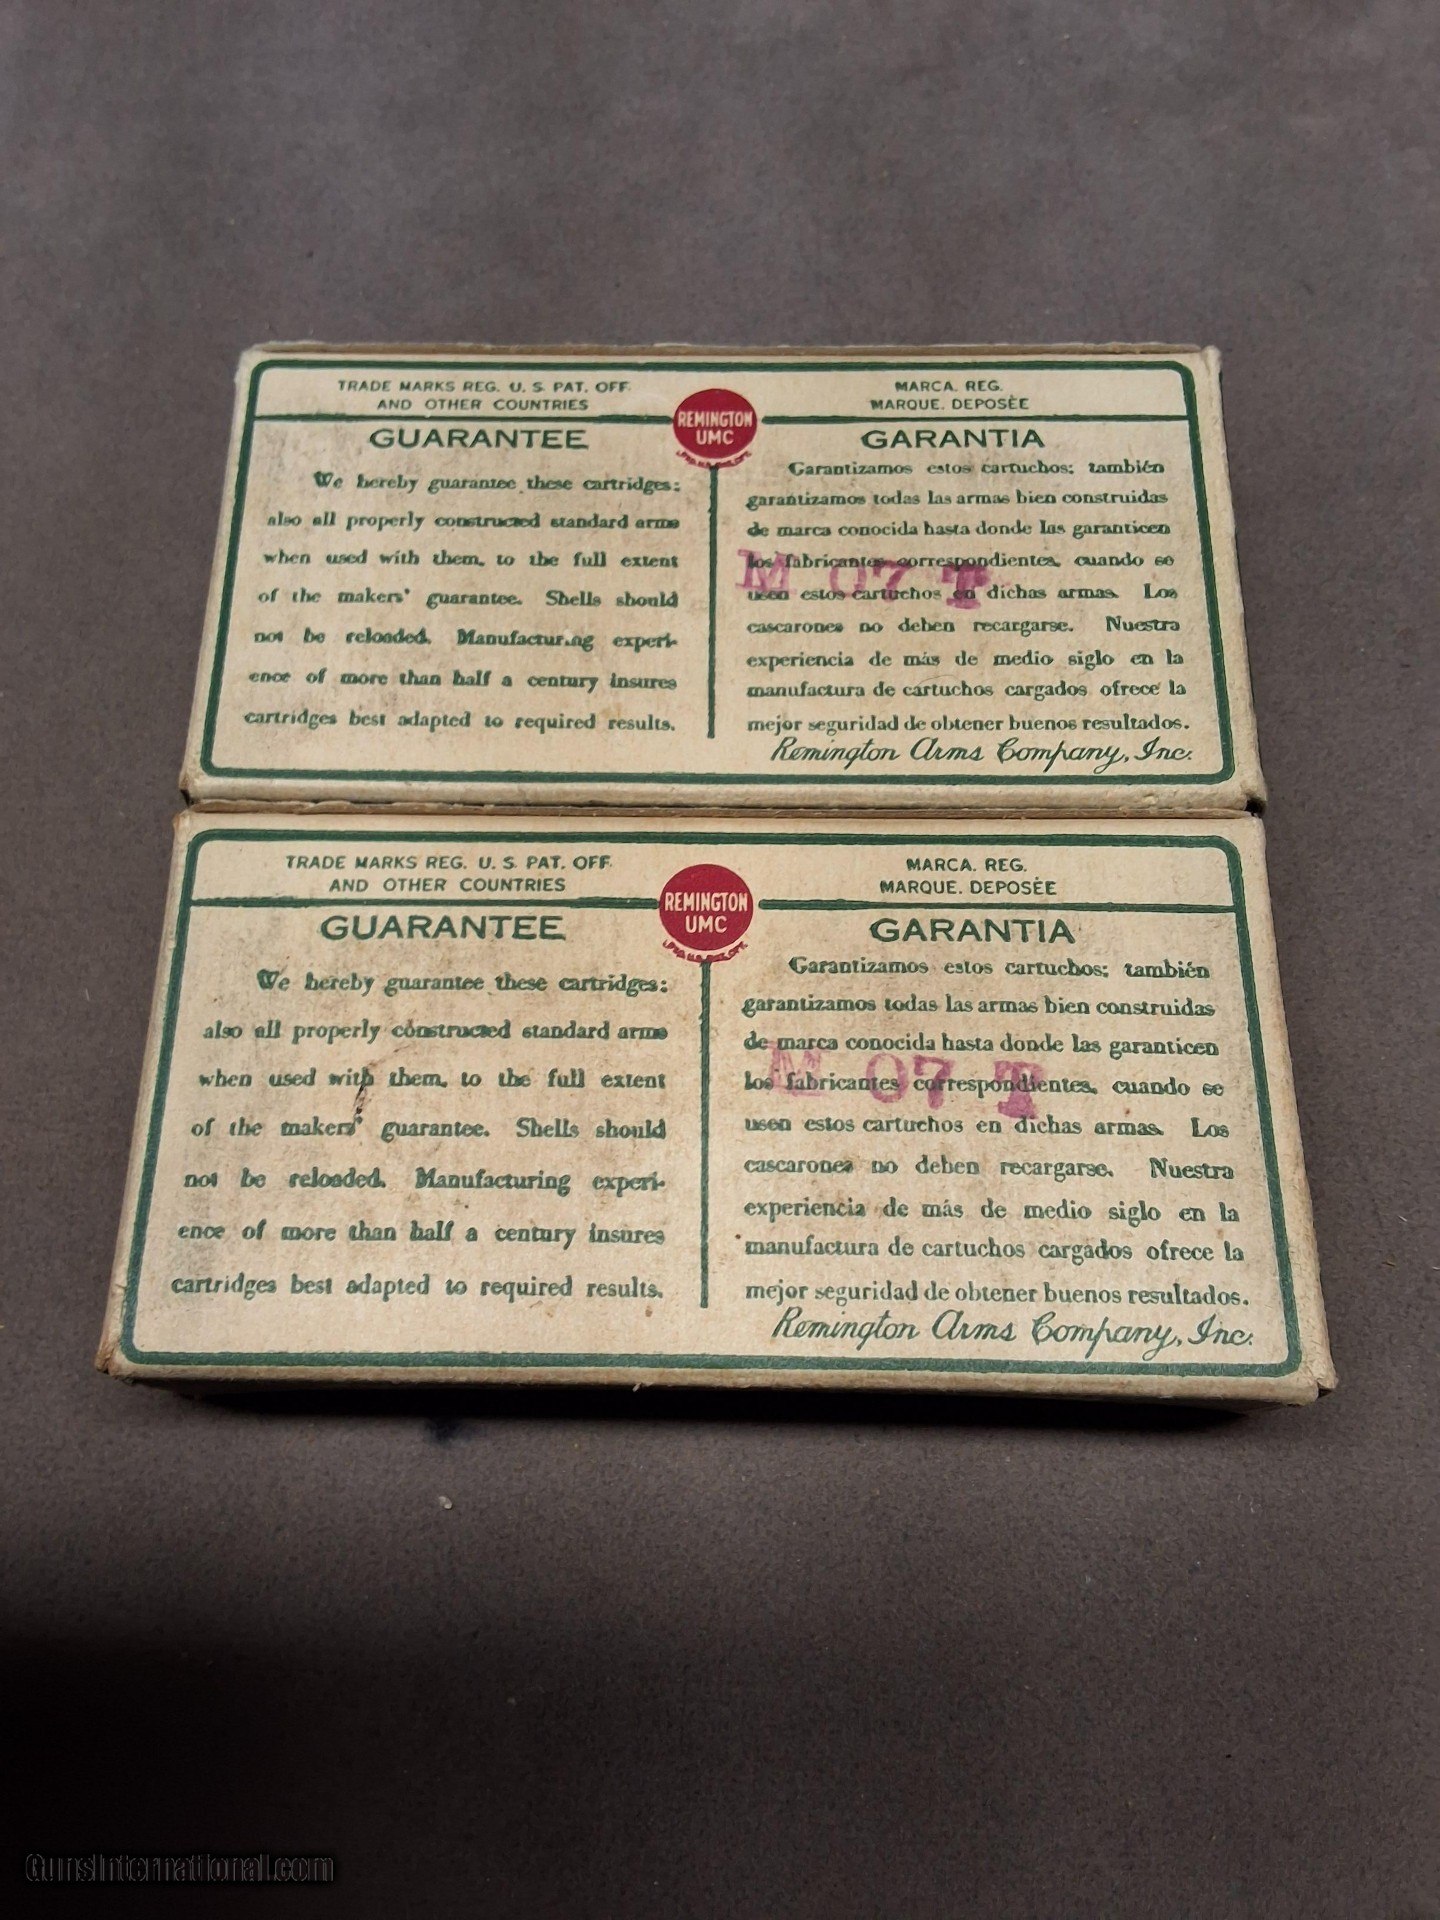 TRADE MARKS REG. U. S. PAT. OFF.
AND OTHER COUNTRIES
REMINGTON
UMC
MARCA. REG.
MARQUE. DEPOSÈE
GUARANTEE
We hereby guarantee these cartridges;
also all properly constructed standard arms
when used with them, to the full extent
of the makers' guarantee. Shells should
not be reloaded. Manufacturing experi-
ence of more than half a century insures
cartridges best adapted to required results.
GARANTIA
Garantizamos estos cartuchos; también
garantizamos todas las armas bien construidas
de marca conocida hasta donde las garanticen
los fabricantes correspondientes, cuando se
usen estos cartuchos en dichas armas. Los
cascarones no deben recargarse. Nuestra
experiencia de más de medio siglo en la
manufactura de cartuchos cargados ofrece la
mejor seguridad de obtener buenos resultados.
Remington Arms Company, Inc.
M 07 T
TRADE MARKS REG. U. S. PAT. OFF.
AND OTHER COUNTRIES
REMINGTON
UMC
MARCA. REG.
MARQUE. DEPOSÈE
GUARANTEE
We hereby guarantee these cartridges;
also all properly constructed standard arms
when used with them, to the full extent
of the makers' guarantee. Shells should
not be reloaded. Manufacturing experi-
ence of more than half a century insures
cartridges best adapted to required results.
GARANTIA
Garantizamos estos cartuchos; también
garantizamos todas las armas bien construidas
de marca conocida hasta donde las garanticen
los fabricantes correspondientes, cuando se
usen estos cartuchos en dichas armas. Los
cascarones no deben recargarse. Nuestra
experiencia de más de medio siglo en la
manufactura de cartuchos cargados ofrece la
mejor seguridad de obtener buenos resultados.
Remington Arms Company, Inc.
M 07 T
GunsInternational.com